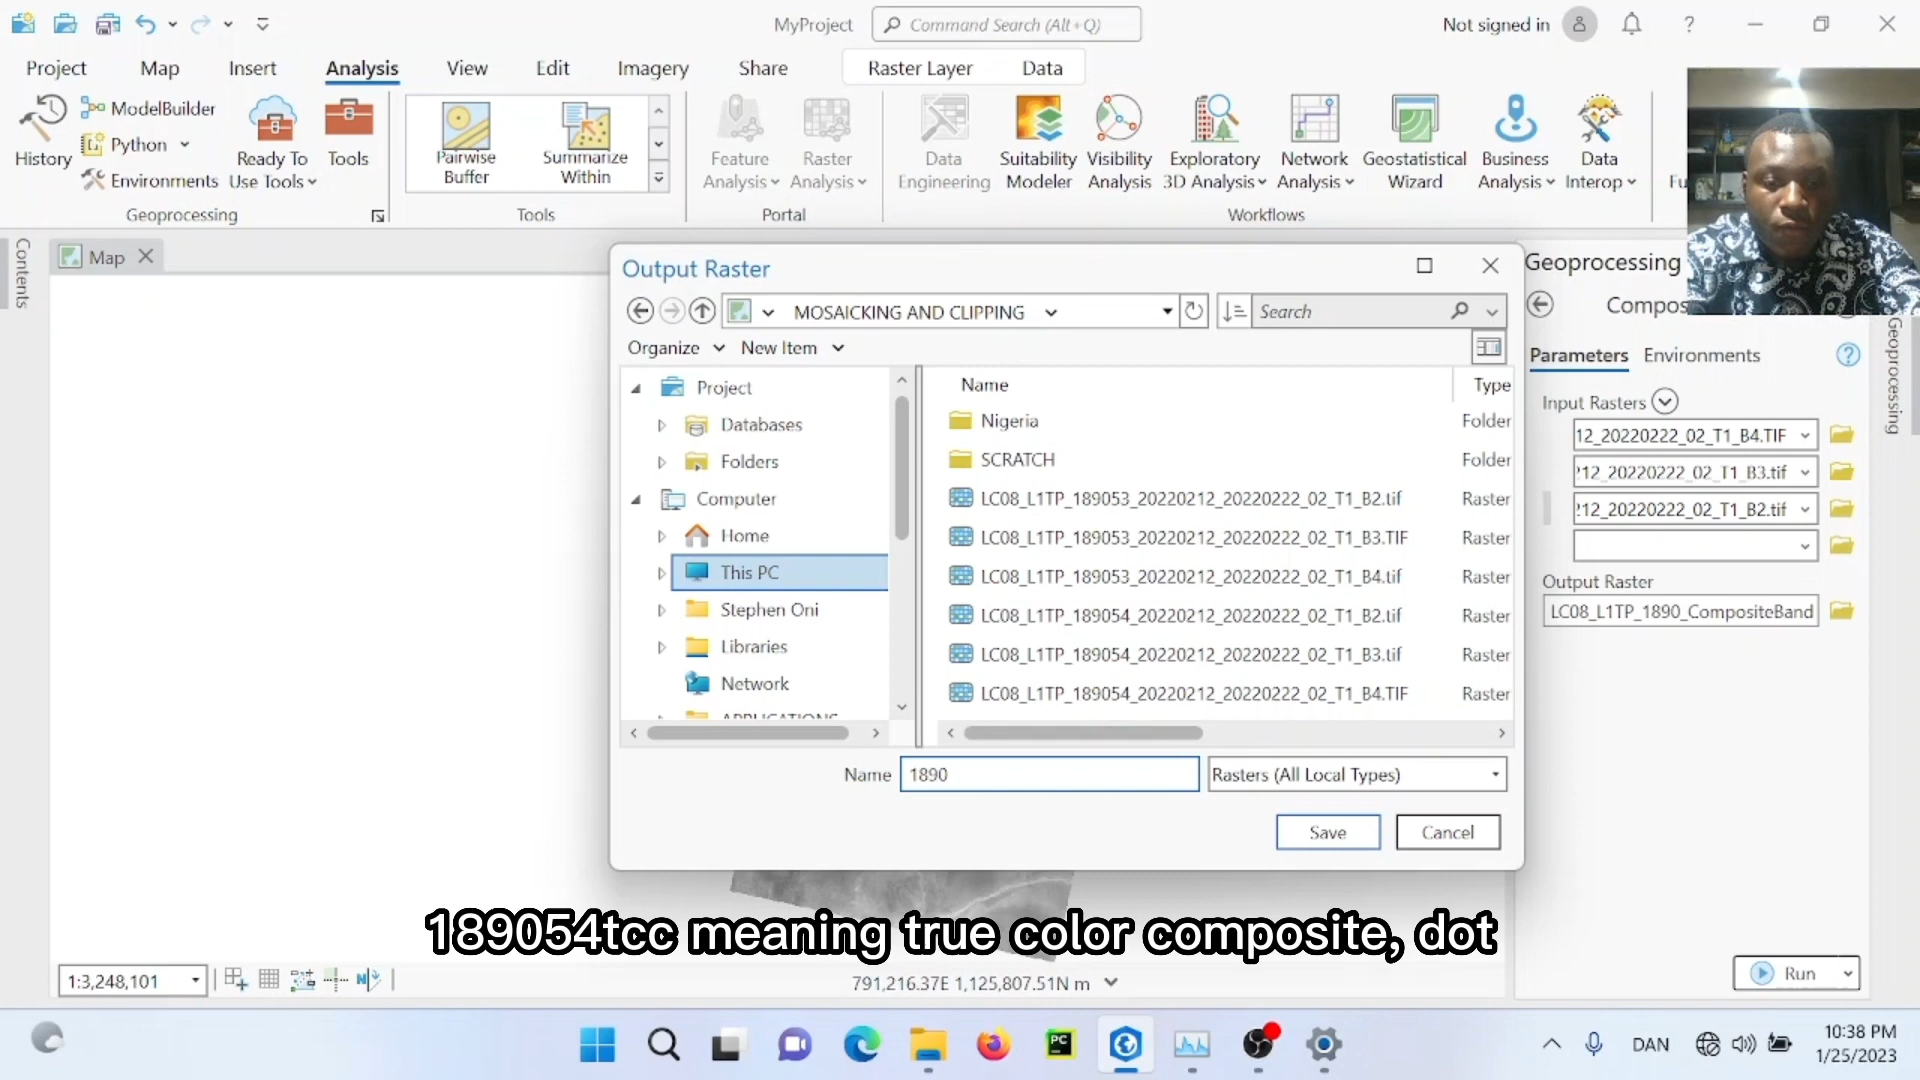 MyProject
Command Search (Alt+Q)
Not signed in
Project
Map
Insert
Analysis
View
Edit
Imagery
Share
Raster Layer
Data
History
ModelBuilder
Python
Environments
Ready To
Use Tools
Tools
Pairwise
Buffer
Summarize
Within
Feature
Analysis
Raster
Analysis
Data
Engineering
Suitability
Modeler
Visibility
Analysis
Exploratory
3D Analysis
Network
Analysis
Geostatistical
Wizard
Business
Analysis
Data
Interop
Geoprocessing
Tools
Portal
Workflows
Contents
Map
Output Raster
MOSAICKING AND CLIPPING
Search
Organize
New Item
Project
Databases
Folders
Computer
Home
This PC
Stephen Oni
Libraries
Network
APPLICATIONS
Name
Type
Nigeria
Folder
SCRATCH
Folder
LC08_L1TP_189053_20220212_20220222_02_T1_B2.tif
Raster
LC08_L1TP_189053_20220212_20220222_02_T1_B3.TIF
Raster
LC08_L1TP_189053_20220212_20220222_02_T1_B4.tif
Raster
LC08_L1TP_189054_20220212_20220222_02_T1_B2.tif
Raster
LC08_L1TP_189054_20220212_20220222_02_T1_B3.tif
Raster
LC08_L1TP_189054_20220212_20220222_02_T1_B4.TIF
Raster
Name
1890
Rasters (All Local Types)
Save
Cancel
Geoprocessing
Compos
Parameters
Environments
Input Rasters
12_20220222_02_T1_B4.TIF
12_20220222_02_T1_B3.tif
12_20220222_02_T1_B2.tif
Output Raster
LC08_L1TP_1890_CompositeBand
Geoprocessing
Run
189054tcc meaning true color composite, dot
1:3,248,101
791,216.37E 1,125,807.51N m
PC
DAN
10:38 PM
1/25/2023